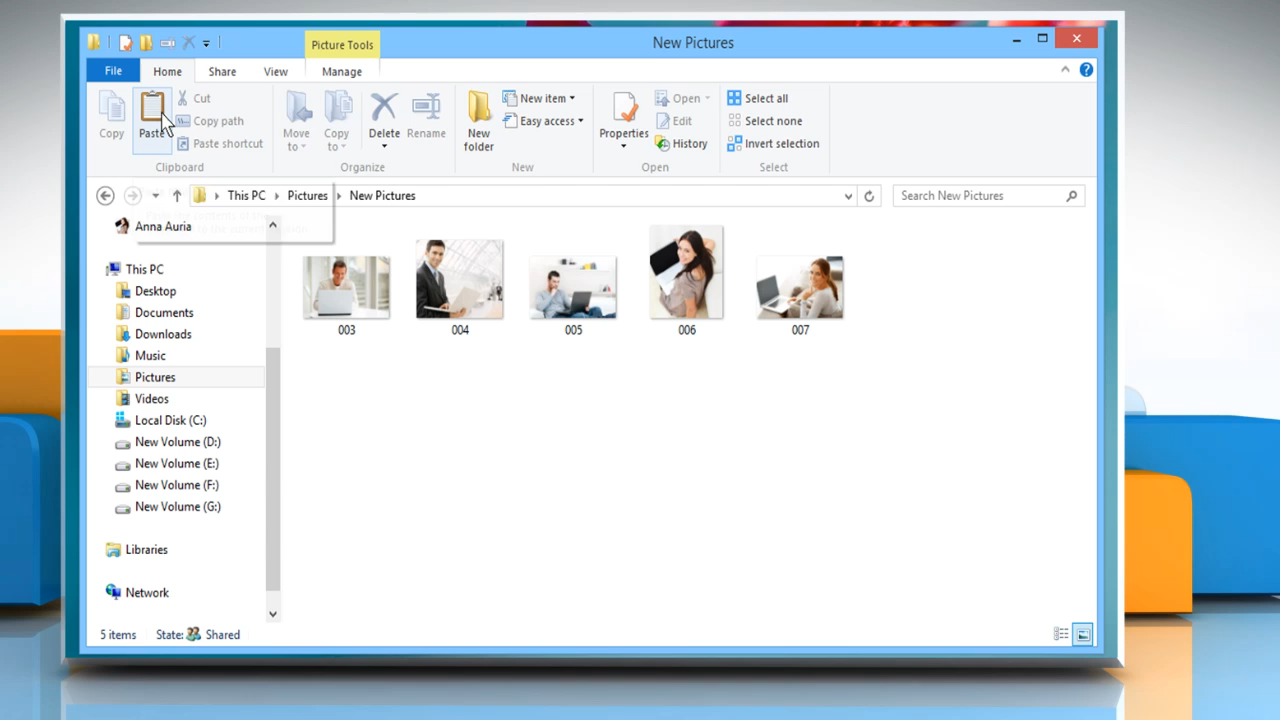 Picture Tools
New Pictures
File
Home
Share
View
Manage
Copy
Paste
Cut
Copy path
Paste shortcut
Clipboard
Move to
Copy to
Delete
Rename
Organize
New folder
New item
Easy access
New
Properties
Open
Edit
History
Open
Select all
Select none
Invert selection
Select
This PC
Pictures
New Pictures
Search New Pictures
Anna Auria
This PC
Desktop
Documents
Downloads
Music
Pictures
Videos
Local Disk (C:)
New Volume (D:)
New Volume (E:)
New Volume (F:)
New Volume (G:)
Libraries
Network
003
004
005
006
007
5 items
State:
Shared